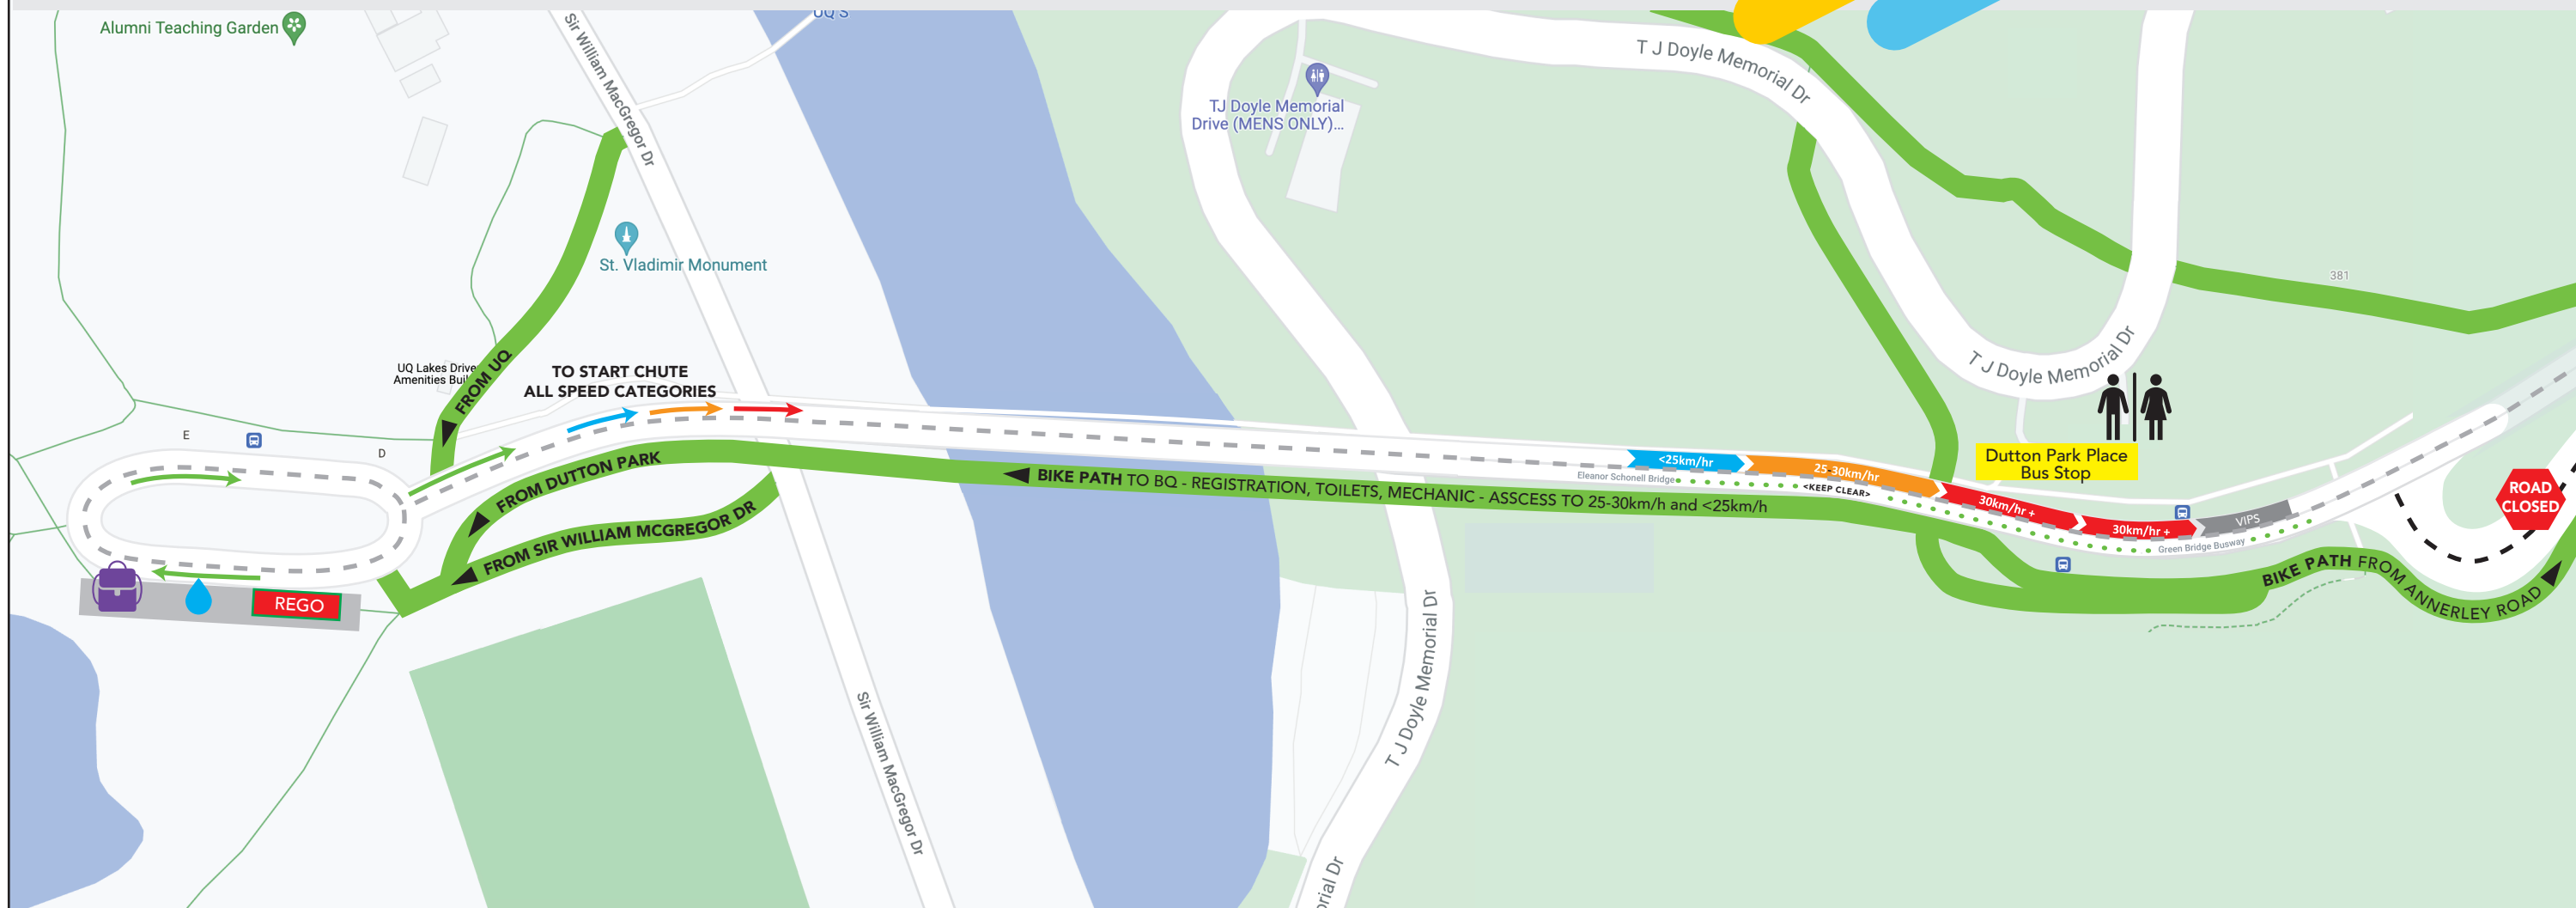 Alumni Teaching Garden
Sir William MacGregor Dr
UQ S
TJ Doyle Memorial
Drive (MENS ONLY)...
T J Doyle Memorial Dr
St. Vladimir Monument
381
T J Doyle Memorial Dr
UQ Lakes Drive
Amenities Buil
FROM UQ
TO START CHUTE
ALL SPEED CATEGORIES
E
D
Dutton Park Place
Bus Stop
<25km/hr
25-30km/hr
30km/hr +
30km/hr +
VIPS
Eleanor Schonell Bridge
<KEEP CLEAR>
Green Bridge Busway
ROAD
CLOSED
FROM DUTTON PARK
BIKE PATH TO BQ - REGISTRATION, TOILETS, MECHANIC - ASSCESS TO 25-30km/h and <25km/h
FROM SIR WILLIAM MCGREGOR DR
BIKE PATH FROM ANNERLEY ROAD
REGO
T J Doyle Memorial Dr
Sir William MacGregor Dr
orial Dr